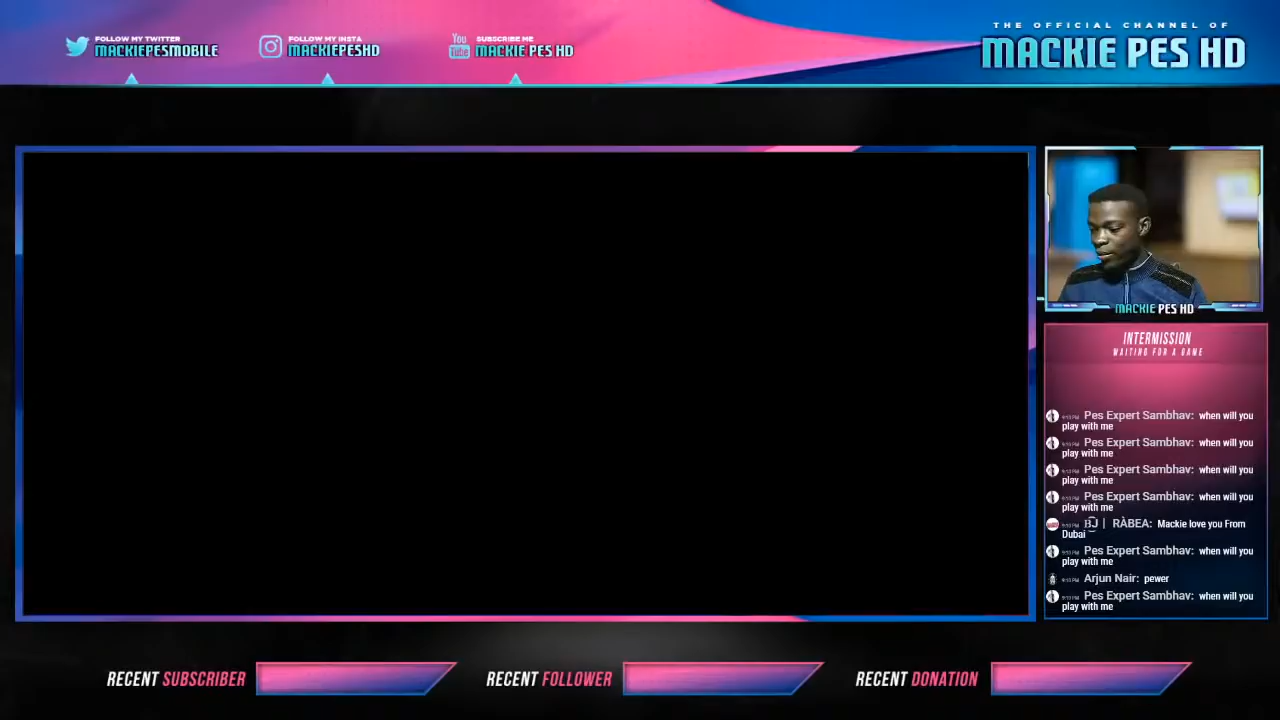 FOLLOW MY TWITTER
MACKIEPESMOBILE
FOLLOW MY INSTA
MACKIEPESHD
You
Tube
SUBSCRIBE ME
MACKIE PES HD
THE OFFICIAL CHANNEL OF
MACKIE PES HD
MACKIE PES HD
INTERMISSION
WAITING FOR A GAME
Pes Expert Sambhav: when will you
play with me
Pes Expert Sambhav: when will you
play with me
Pes Expert Sambhav: when will you
play with me
Pes Expert Sambhav: when will you
play with me
RÀBEA: Mackie love you From
Dubai
Pes Expert Sambhav: when will you
play with me
Arjun Nair: pewer
Pes Expert Sambhav: when will you
play with me
RECENT SUBSCRIBER
RECENT FOLLOWER
RECENT DONATION